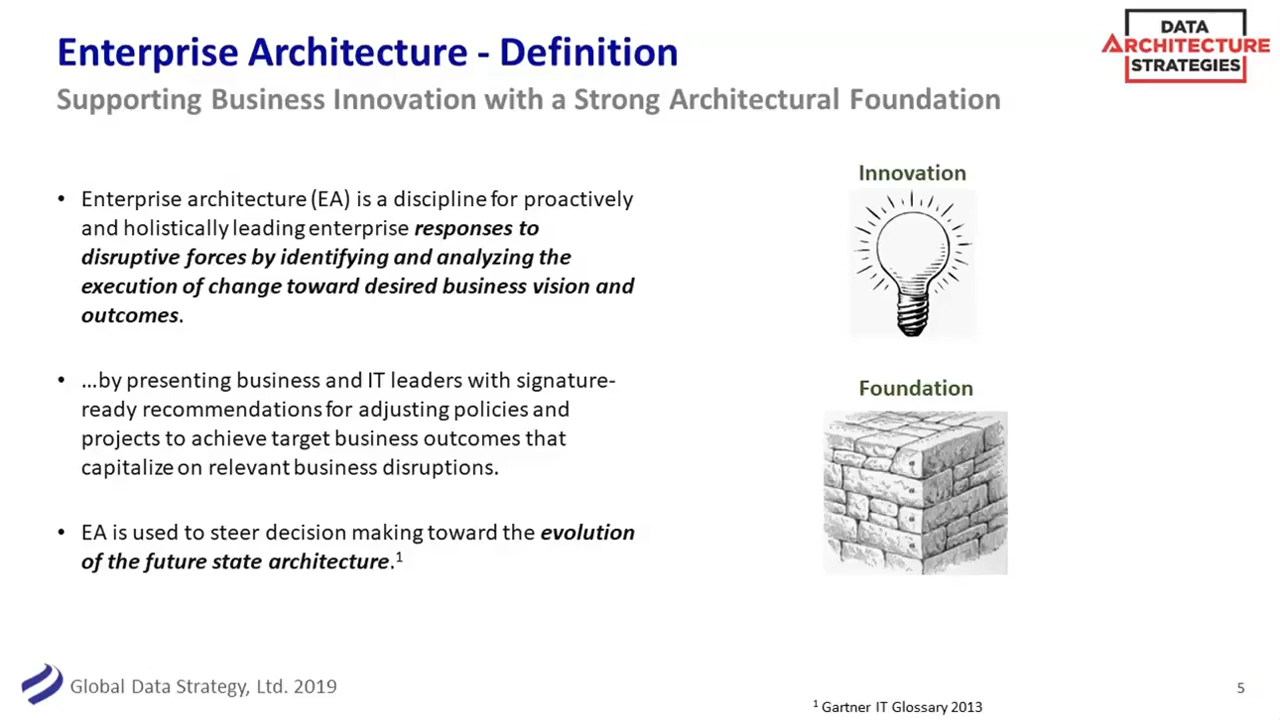 Enterprise Architecture - Definition
Supporting Business Innovation with a Strong Architectural Foundation
DATA
ARCHITECTURE
STRATEGIES
• Enterprise architecture (EA) is a discipline for proactively
and holistically leading enterprise responses to
disruptive forces by identifying and analyzing the
execution of change toward desired business vision and
outcomes.
• …by presenting business and IT leaders with signature-
ready recommendations for adjusting policies and
projects to achieve target business outcomes that
capitalize on relevant business disruptions.
• EA is used to steer decision making toward the evolution
of the future state architecture.¹
Innovation
Foundation
Global Data Strategy, Ltd. 2019
¹ Gartner IT Glossary 2013
5